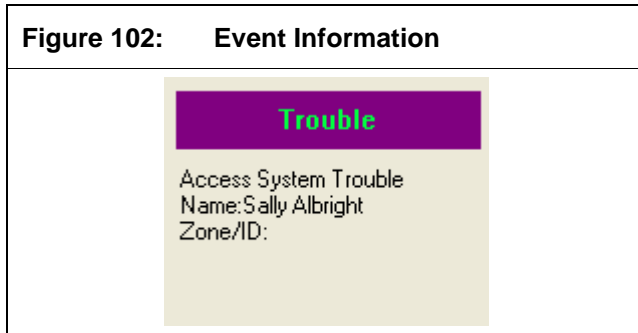 Figure 102: Event Information
Trouble
Access System Trouble
Name:Sally Albright
Zone/ID: